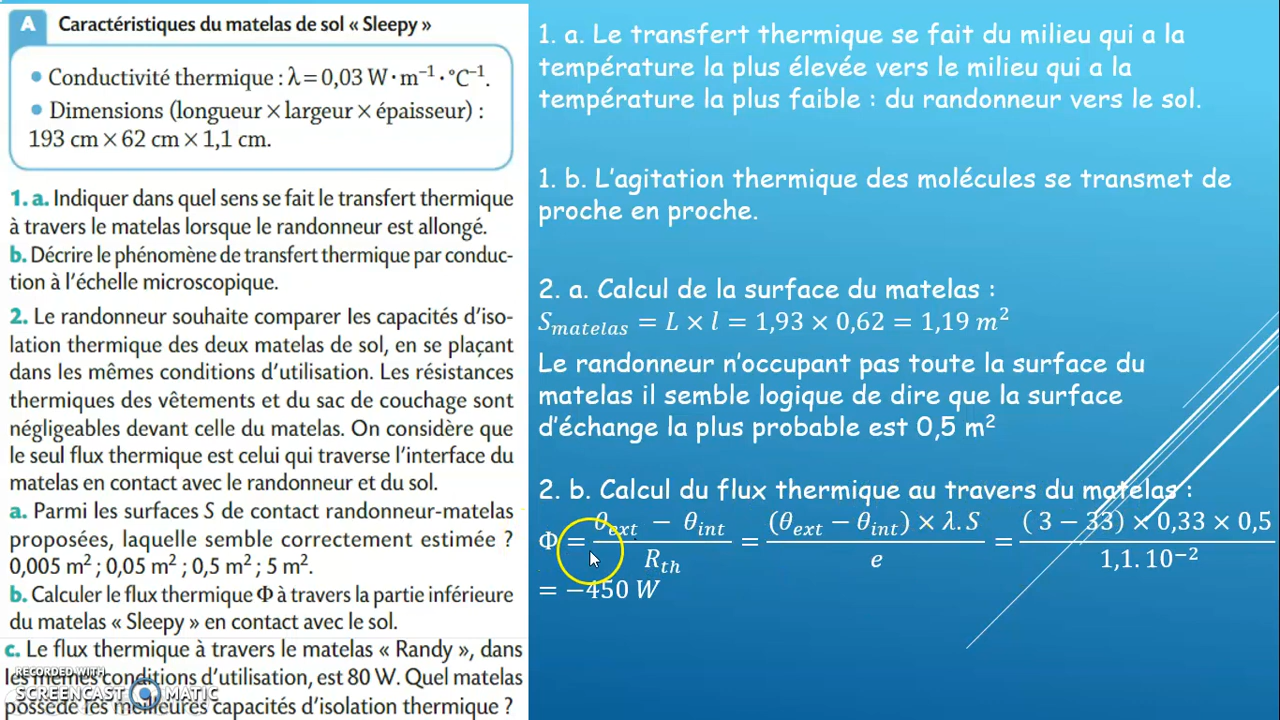 A Caractéristiques du matelas de sol « Sleepy »
• Conductivité thermique : λ = 0,03 W · m⁻¹ · °C⁻¹.
• Dimensions (longueur × largeur × épaisseur) :
193 cm × 62 cm × 1,1 cm.
1. a. Indiquer dans quel sens se fait le transfert thermique
à travers le matelas lorsque le randonneur est allongé.
b. Décrire le phénomène de transfert thermique par conduc-
tion à l'échelle microscopique.
2. Le randonneur souhaite comparer les capacités d'iso-
lation thermique des deux matelas de sol, en se plaçant
dans les mêmes conditions d'utilisation. Les résistances
thermiques des vêtements et du sac de couchage sont
négligeables devant celle du matelas. On considère que
le seul flux thermique est celui qui traverse l'interface du
matelas en contact avec le randonneur et du sol.
a. Parmi les surfaces S de contact randonneur-matelas
proposées, laquelle semble correctement estimée ?
0,005 m² ; 0,05 m² ; 0,5 m² ; 5 m².
b. Calculer le flux thermique Φ à travers la partie inférieure
du matelas « Sleepy » en contact avec le sol.
c. Le flux thermique à travers le matelas « Randy », dans
les mêmes conditions d'utilisation, est 80 W. Quel matelas
possède les meilleures capacités d'isolation thermique ?
RECORDED WITH
SCREENCAST MATIC
1. a. Le transfert thermique se fait du milieu qui a la
température la plus élevée vers le milieu qui a la
température la plus faible : du randonneur vers le sol.
1. b. L'agitation thermique des molécules se transmet de
proche en proche.
2. a. Calcul de la surface du matelas :
S_matelas = L × l = 1,93 × 0,62 = 1,19 m²
Le randonneur n'occupant pas toute la surface du
matelas il semble logique de dire que la surface
d'échange la plus probable est 0,5 m²
2. b. Calcul du flux thermique au travers du matelas :
Φ = (θ_ext − θ_int) / R_th = ((θ_ext − θ_int) × λ.S) / e = (( 3 − 33) × 0,33 × 0,5) / 1,1. 10⁻²
= −450 W